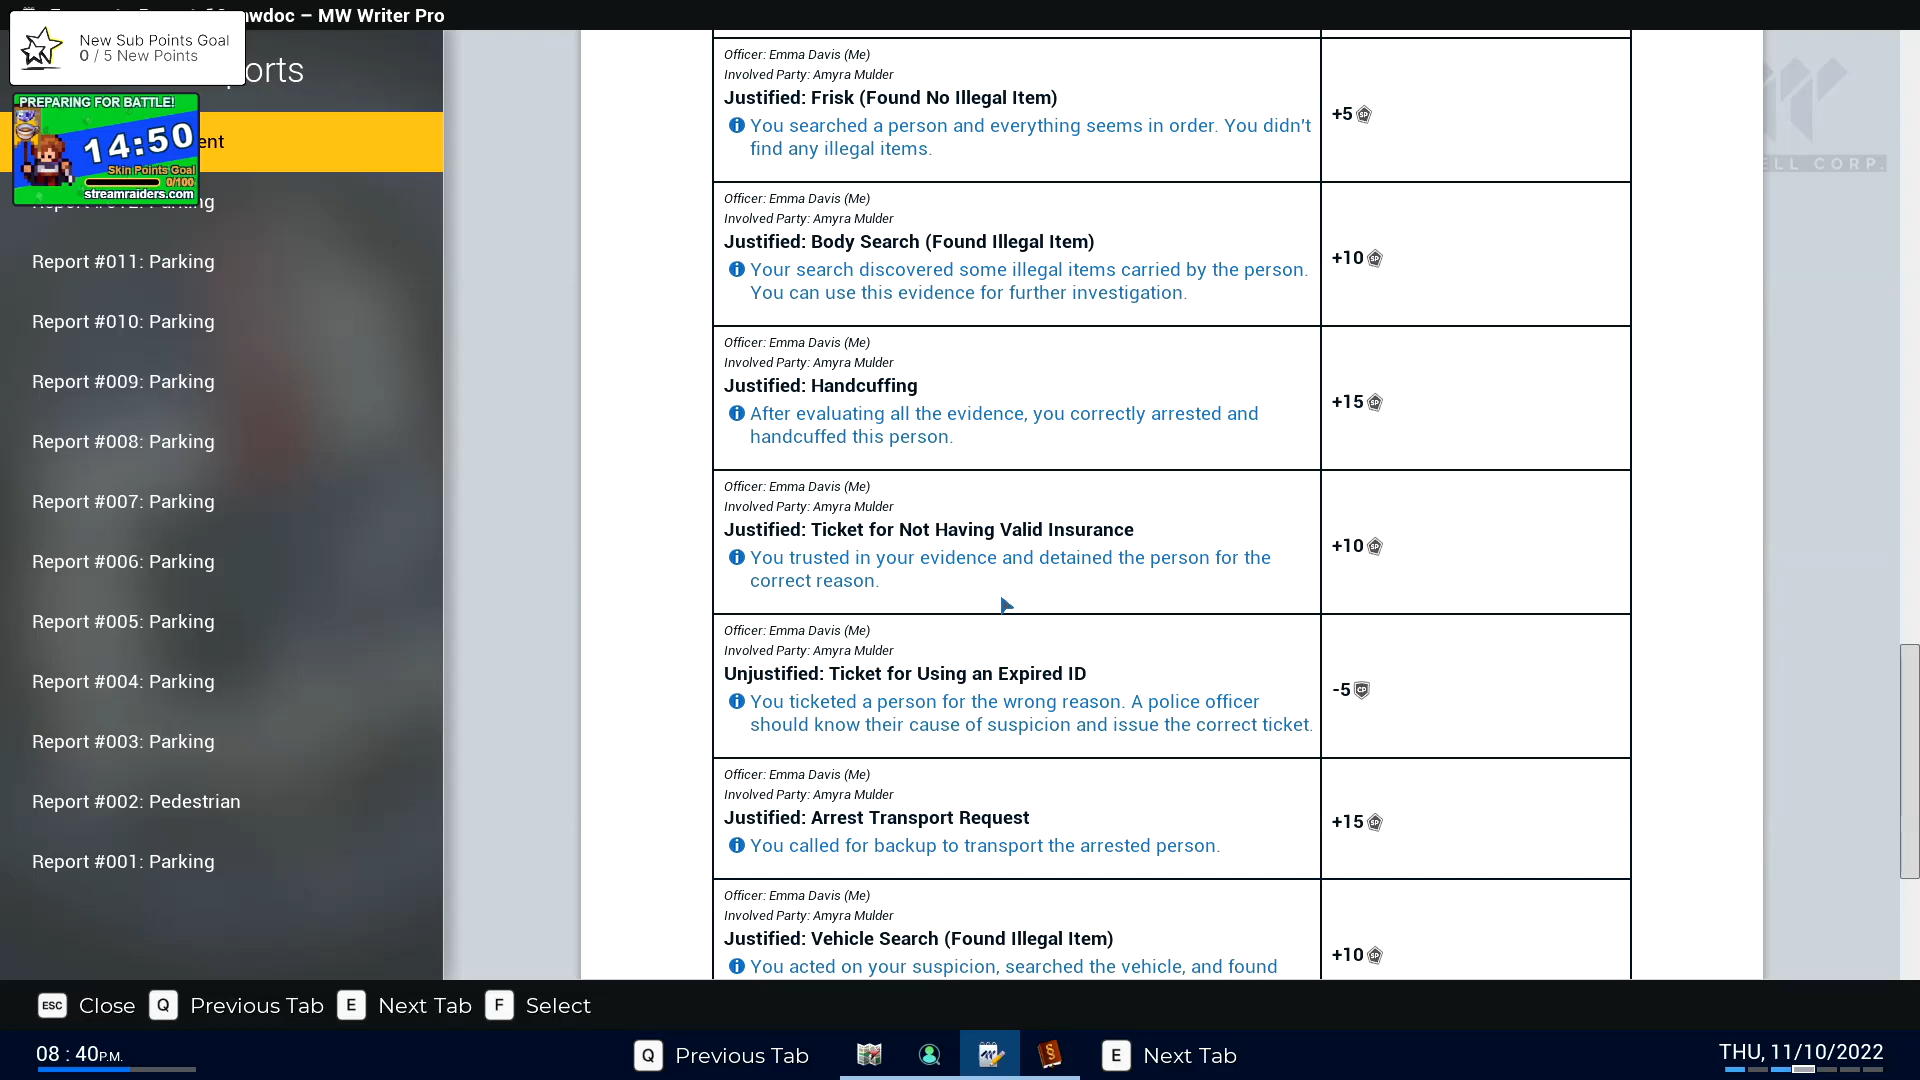 nwdoc – MW Writer Pro
New Sub Points Goal
0 / 5 New Points
orts
PREPARING FOR BATTLE!
14:50
Skin Points Goal
0/100
streamraiders.com
ent
Parking
Report #011: Parking
Report #010: Parking
Report #009: Parking
Report #008: Parking
Report #007: Parking
Report #006: Parking
Report #005: Parking
Report #004: Parking
Report #003: Parking
Report #002: Pedestrian
Report #001: Parking
Officer: Emma Davis (Me)
Involved Party: Amyra Mulder
Justified: Frisk (Found No Illegal Item)
You searched a person and everything seems in order. You didn't
find any illegal items.
+5 SP
Officer: Emma Davis (Me)
Involved Party: Amyra Mulder
Justified: Body Search (Found Illegal Item)
Your search discovered some illegal items carried by the person.
You can use this evidence for further investigation.
+10 SP
Officer: Emma Davis (Me)
Involved Party: Amyra Mulder
Justified: Handcuffing
After evaluating all the evidence, you correctly arrested and
handcuffed this person.
+15 SP
Officer: Emma Davis (Me)
Involved Party: Amyra Mulder
Justified: Ticket for Not Having Valid Insurance
You trusted in your evidence and detained the person for the
correct reason.
+10 SP
Officer: Emma Davis (Me)
Involved Party: Amyra Mulder
Unjustified: Ticket for Using an Expired ID
You ticketed a person for the wrong reason. A police officer
should know their cause of suspicion and issue the correct ticket.
-5 CP
Officer: Emma Davis (Me)
Involved Party: Amyra Mulder
Justified: Arrest Transport Request
You called for backup to transport the arrested person.
+15 SP
Officer: Emma Davis (Me)
Involved Party: Amyra Mulder
Justified: Vehicle Search (Found Illegal Item)
You acted on your suspicion, searched the vehicle, and found
+10 SP
ELL CORP.
ESC Close Q Previous Tab E Next Tab F Select
08 : 40 P.M.
Q Previous Tab
E Next Tab
THU, 11/10/2022